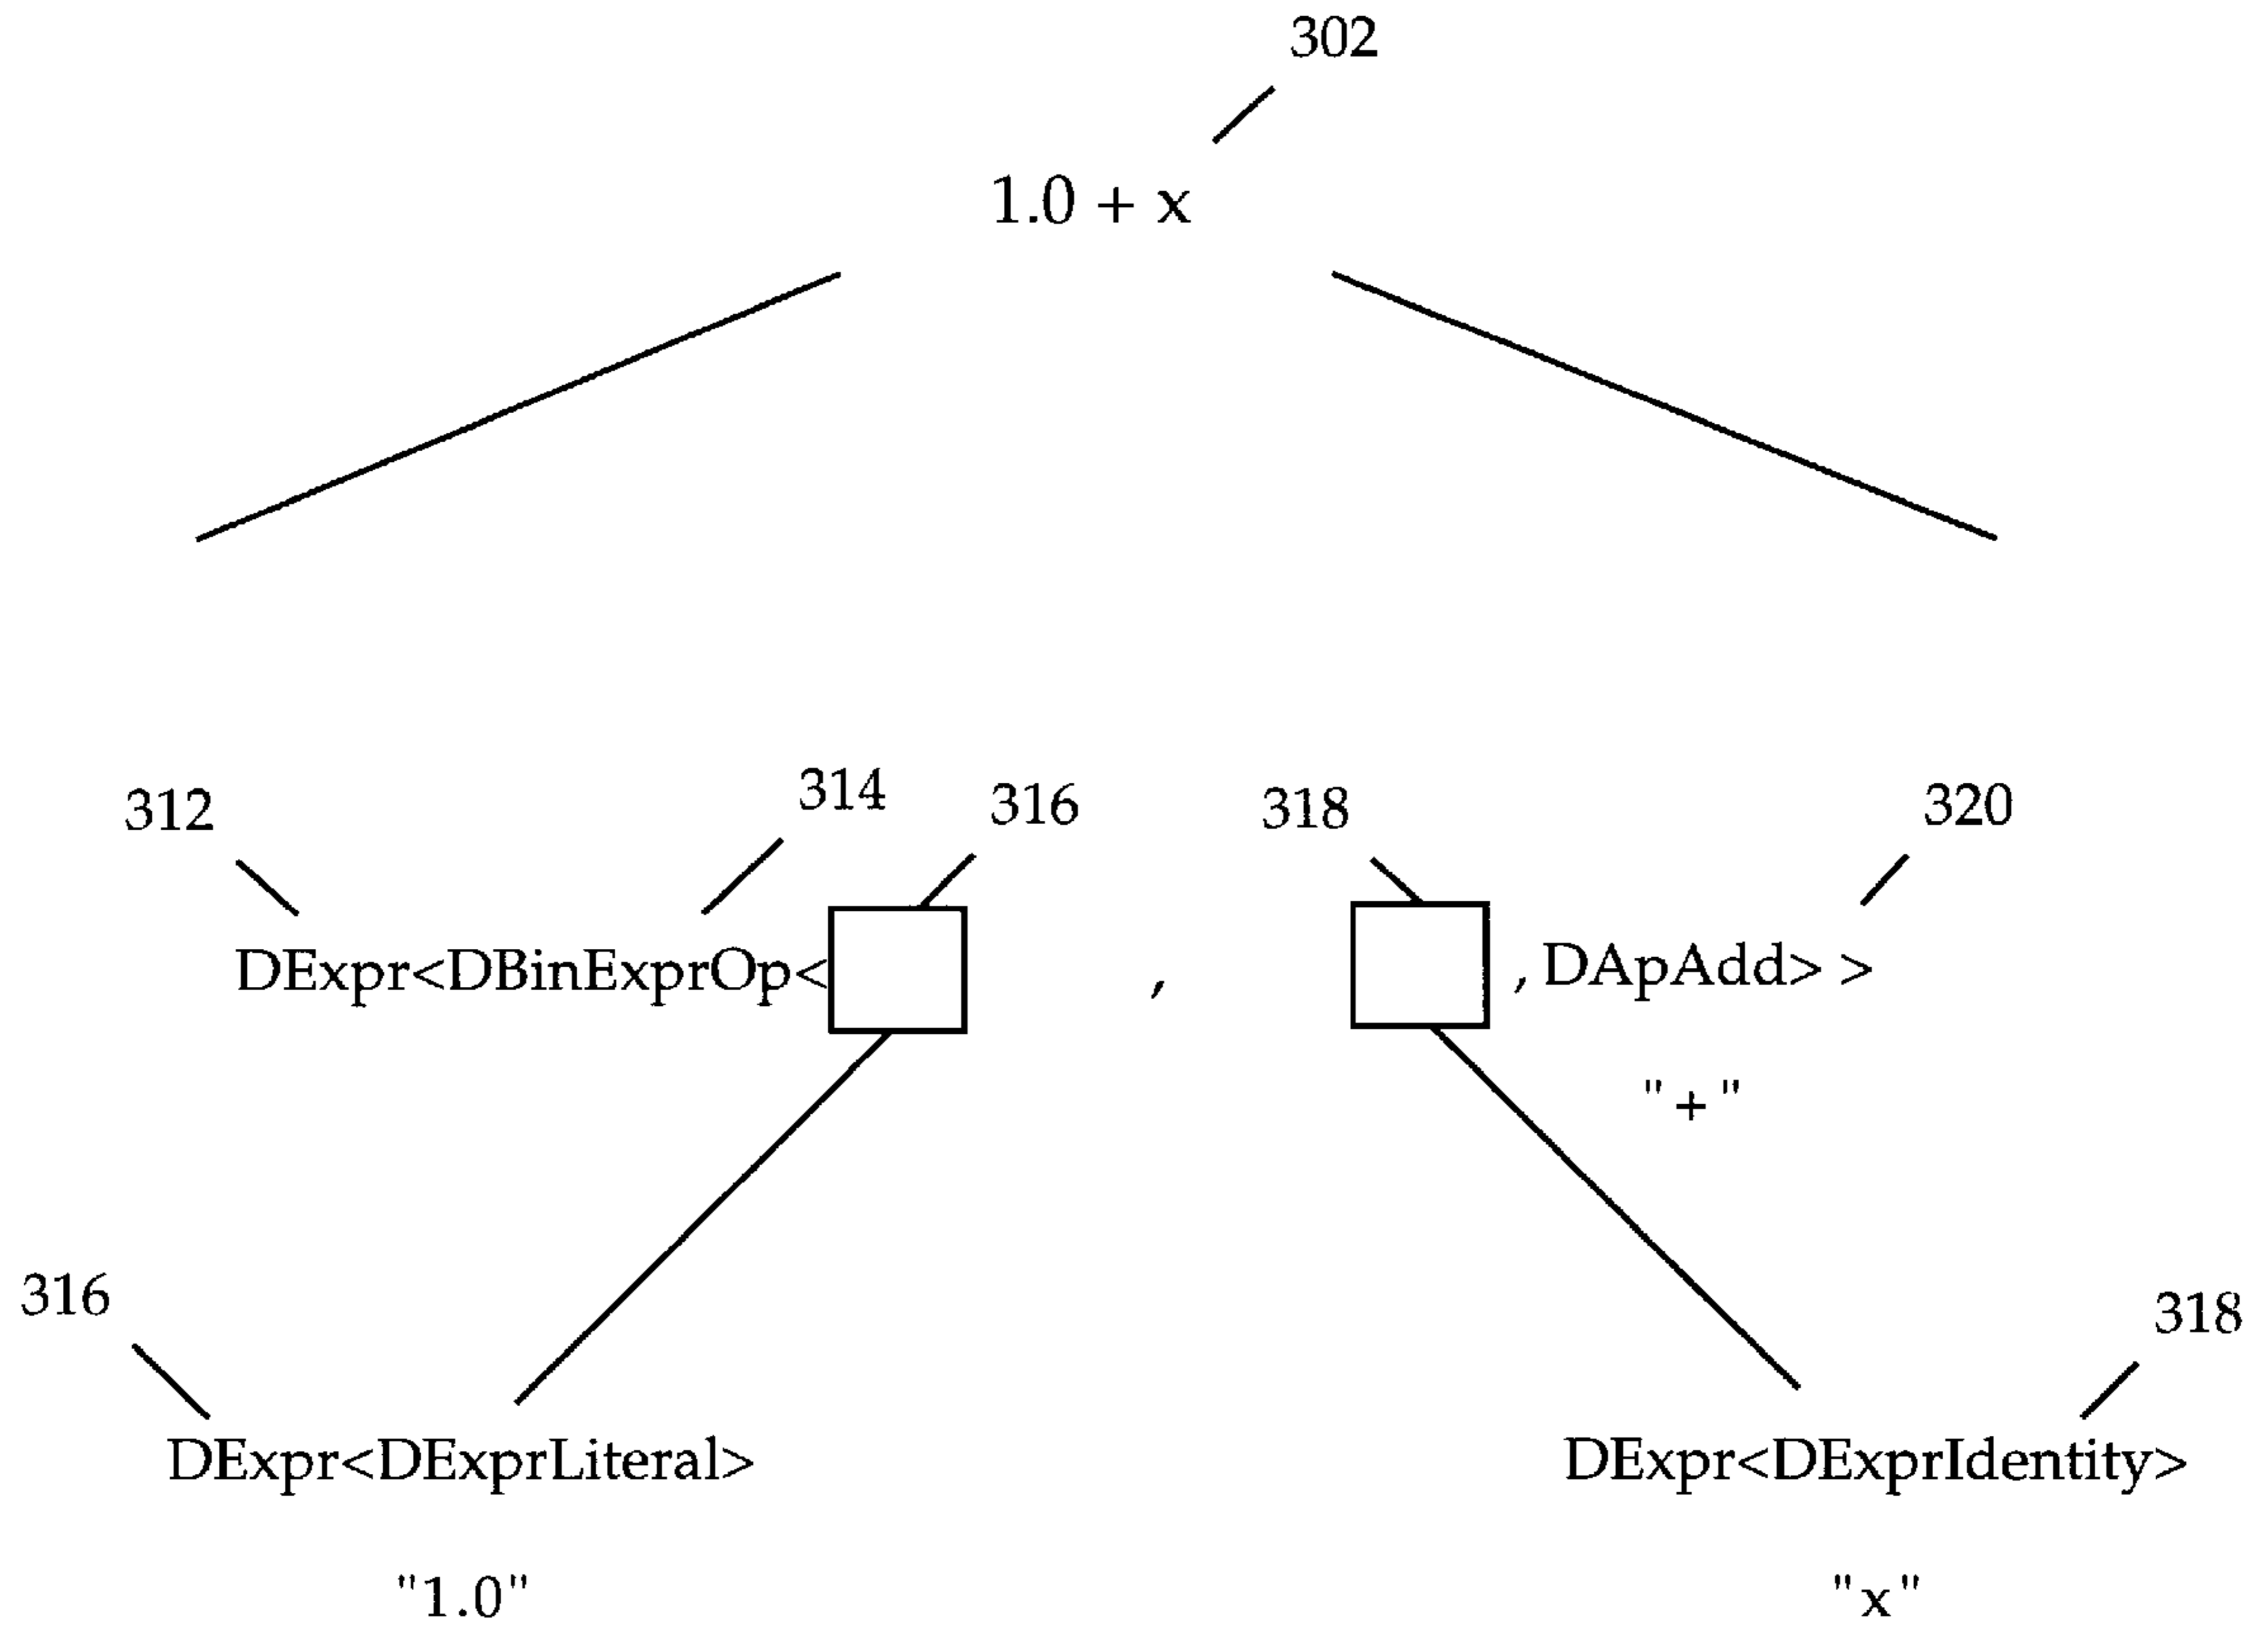 302
1.0 + x
312 314 316 318 320
DExpr<DBinExprOp< , , DApAdd> >
"+"
316 318
DExpr<DExprLiteral> DExpr<DExprIdentity>
"1.0" "x"